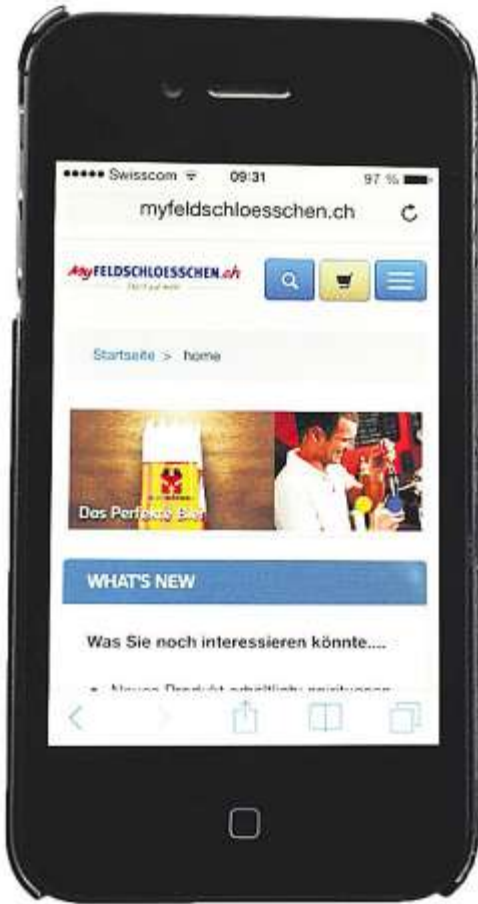 Swisscom 09:31 97 %
myfeldschloesschen.ch
MyFELDSCHLOESSCHEN.ch
Startseite > home
Das Perfekte Bier
WHAT'S NEW
Was Sie noch interessieren könnte....